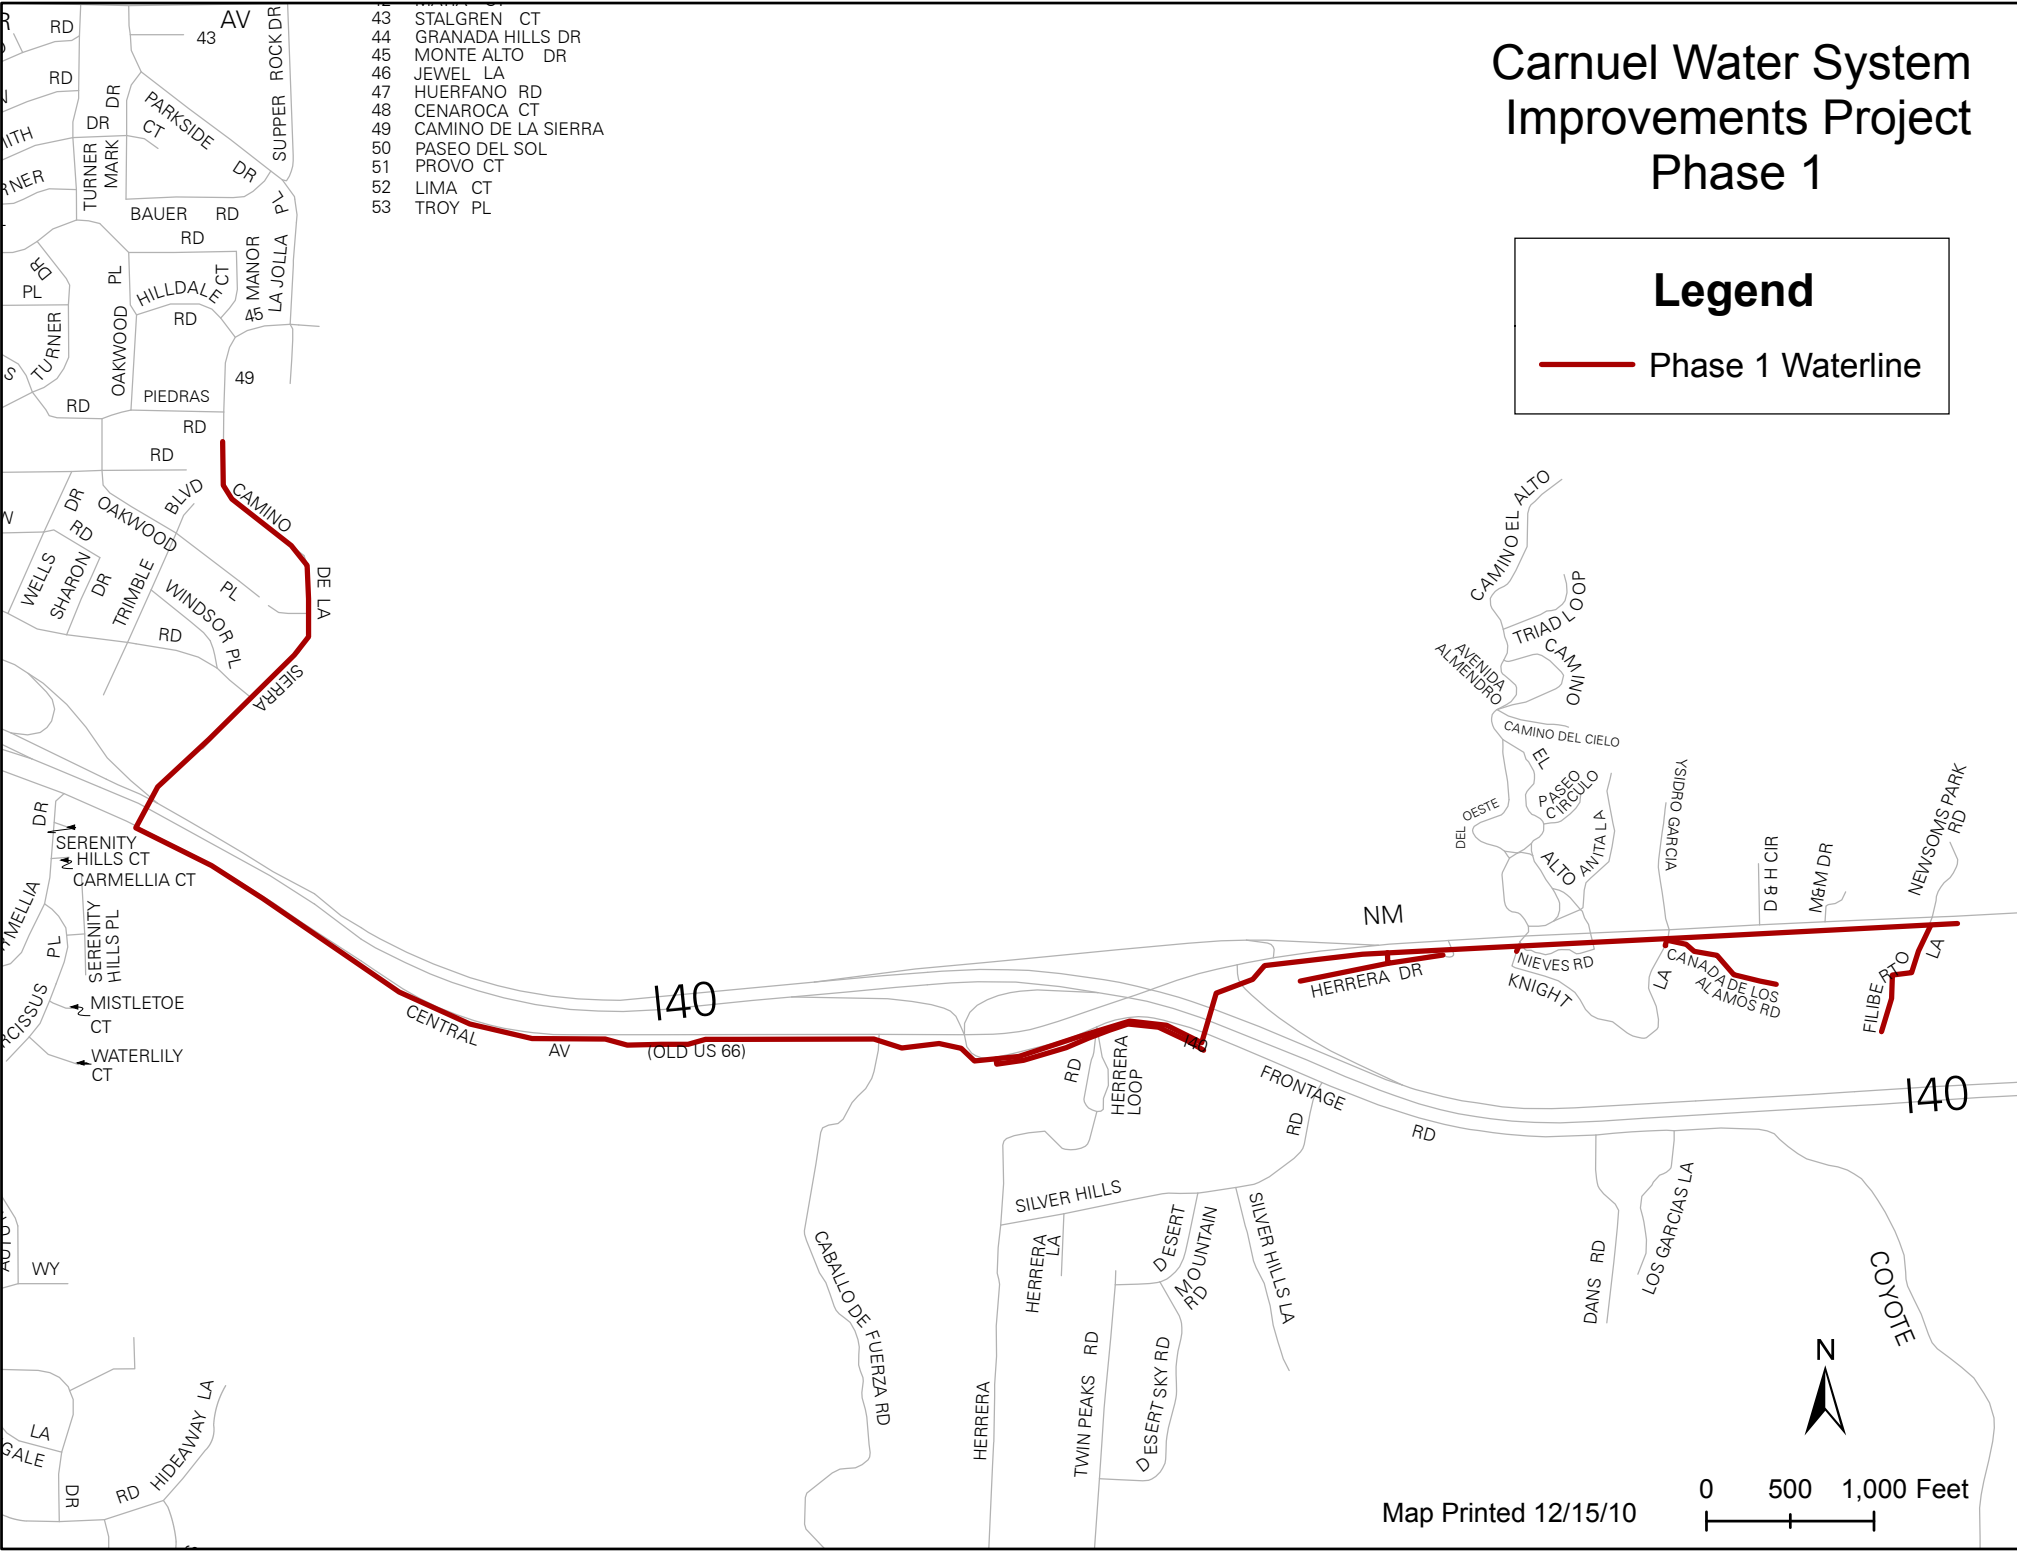 Carnuel Water System
Improvements Project
Phase 1
Legend
Phase 1 Waterline
43 STALGREN CT
44 GRANADA HILLS DR
45 MONTE ALTO DR
46 JEWEL LA
47 HUERFANO RD
48 CENAROCA CT
49 CAMINO DE LA SIERRA
50 PASEO DEL SOL
51 PROVO CT
52 LIMA CT
53 TROY PL
RD
AV
43
RD
SUPPER ROCK DR
PARKSIDE
DR
DR
CT
MARK DR
TURNER
BAUER RD
PL
LA JOLLA
RD
MANOR
CT
DR
PL
PL
HILLDALE
RD
45
TURNER
OAKWOOD
49
PIEDRAS
RD
RD
RD
CAMINO
DE LA
SIERRA
BLVD
DR
OAKWOOD
PL
RD
WELLS
SHARON
DR
TRIMBLE
WINDSOR PL
RD
DR
SERENITY
HILLS CT
CARMELLIA CT
SERENITY
HILLS PL
PL
MISTLETOE
CT
WATERLILY
CT
CENTRAL
AV
(OLD US 66)
I40
NM
HERRERA DR
I40
FRONTAGE
RD
RD
HERRERA
LOOP
RD
CAMINO EL ALTO
TRIAD LOOP
CAMINO
AVENIDA
ALMENDRO
CAMINO DEL CIELO
EL
PASEO
CIRCULO
DEL OESTE
ALTO
ANITA LA
YSIDRO GARCIA
LA
D & H CIR
M&M DR
NEWSOMS PARK
RD
NIEVES RD
KNIGHT
CANADA DE LOS
ALAMOS RD
FILIBERTO
LA
I40
SILVER HILLS
HERRERA
LA
DESERT
MOUNTAIN
RD
SILVER HILLS LA
DANS RD
LOS GARCIAS LA
COYOTE
CABALLO DE FUERZA RD
HERRERA
TWIN PEAKS RD
DESERT SKY RD
WY
LA
DR
RD
HIDEAWAY LA
N
0 500 1,000 Feet
Map Printed 12/15/10